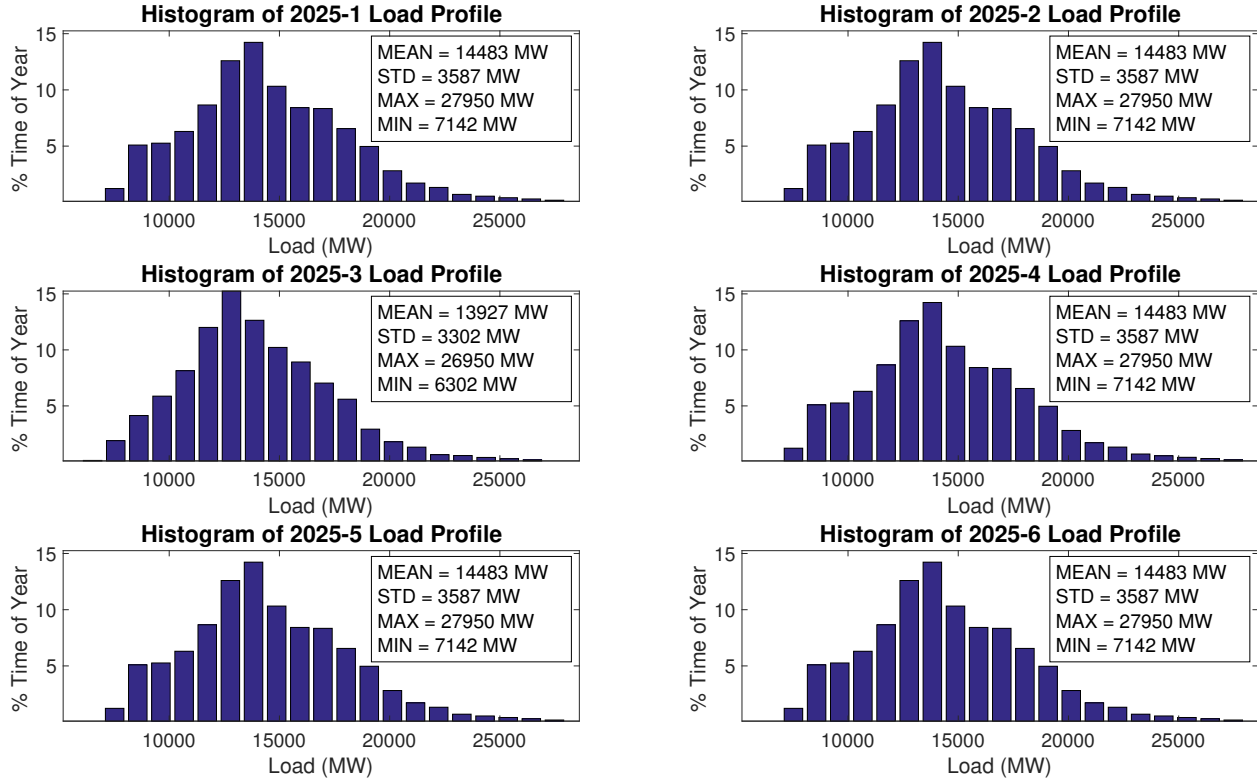 Histogram of 2025-1 Load Profile
% Time of Year
15
10
5
MEAN = 14483 MW
STD = 3587 MW
MAX = 27950 MW
MIN = 7142 MW
10000 15000 20000 25000
Load (MW)
Histogram of 2025-2 Load Profile
% Time of Year
15
10
5
MEAN = 14483 MW
STD = 3587 MW
MAX = 27950 MW
MIN = 7142 MW
10000 15000 20000 25000
Load (MW)
Histogram of 2025-3 Load Profile
% Time of Year
15
10
5
MEAN = 13927 MW
STD = 3302 MW
MAX = 26950 MW
MIN = 6302 MW
10000 15000 20000 25000
Load (MW)
Histogram of 2025-4 Load Profile
% Time of Year
15
10
5
MEAN = 14483 MW
STD = 3587 MW
MAX = 27950 MW
MIN = 7142 MW
10000 15000 20000 25000
Load (MW)
Histogram of 2025-5 Load Profile
% Time of Year
15
10
5
MEAN = 14483 MW
STD = 3587 MW
MAX = 27950 MW
MIN = 7142 MW
10000 15000 20000 25000
Load (MW)
Histogram of 2025-6 Load Profile
% Time of Year
15
10
5
MEAN = 14483 MW
STD = 3587 MW
MAX = 27950 MW
MIN = 7142 MW
10000 15000 20000 25000
Load (MW)